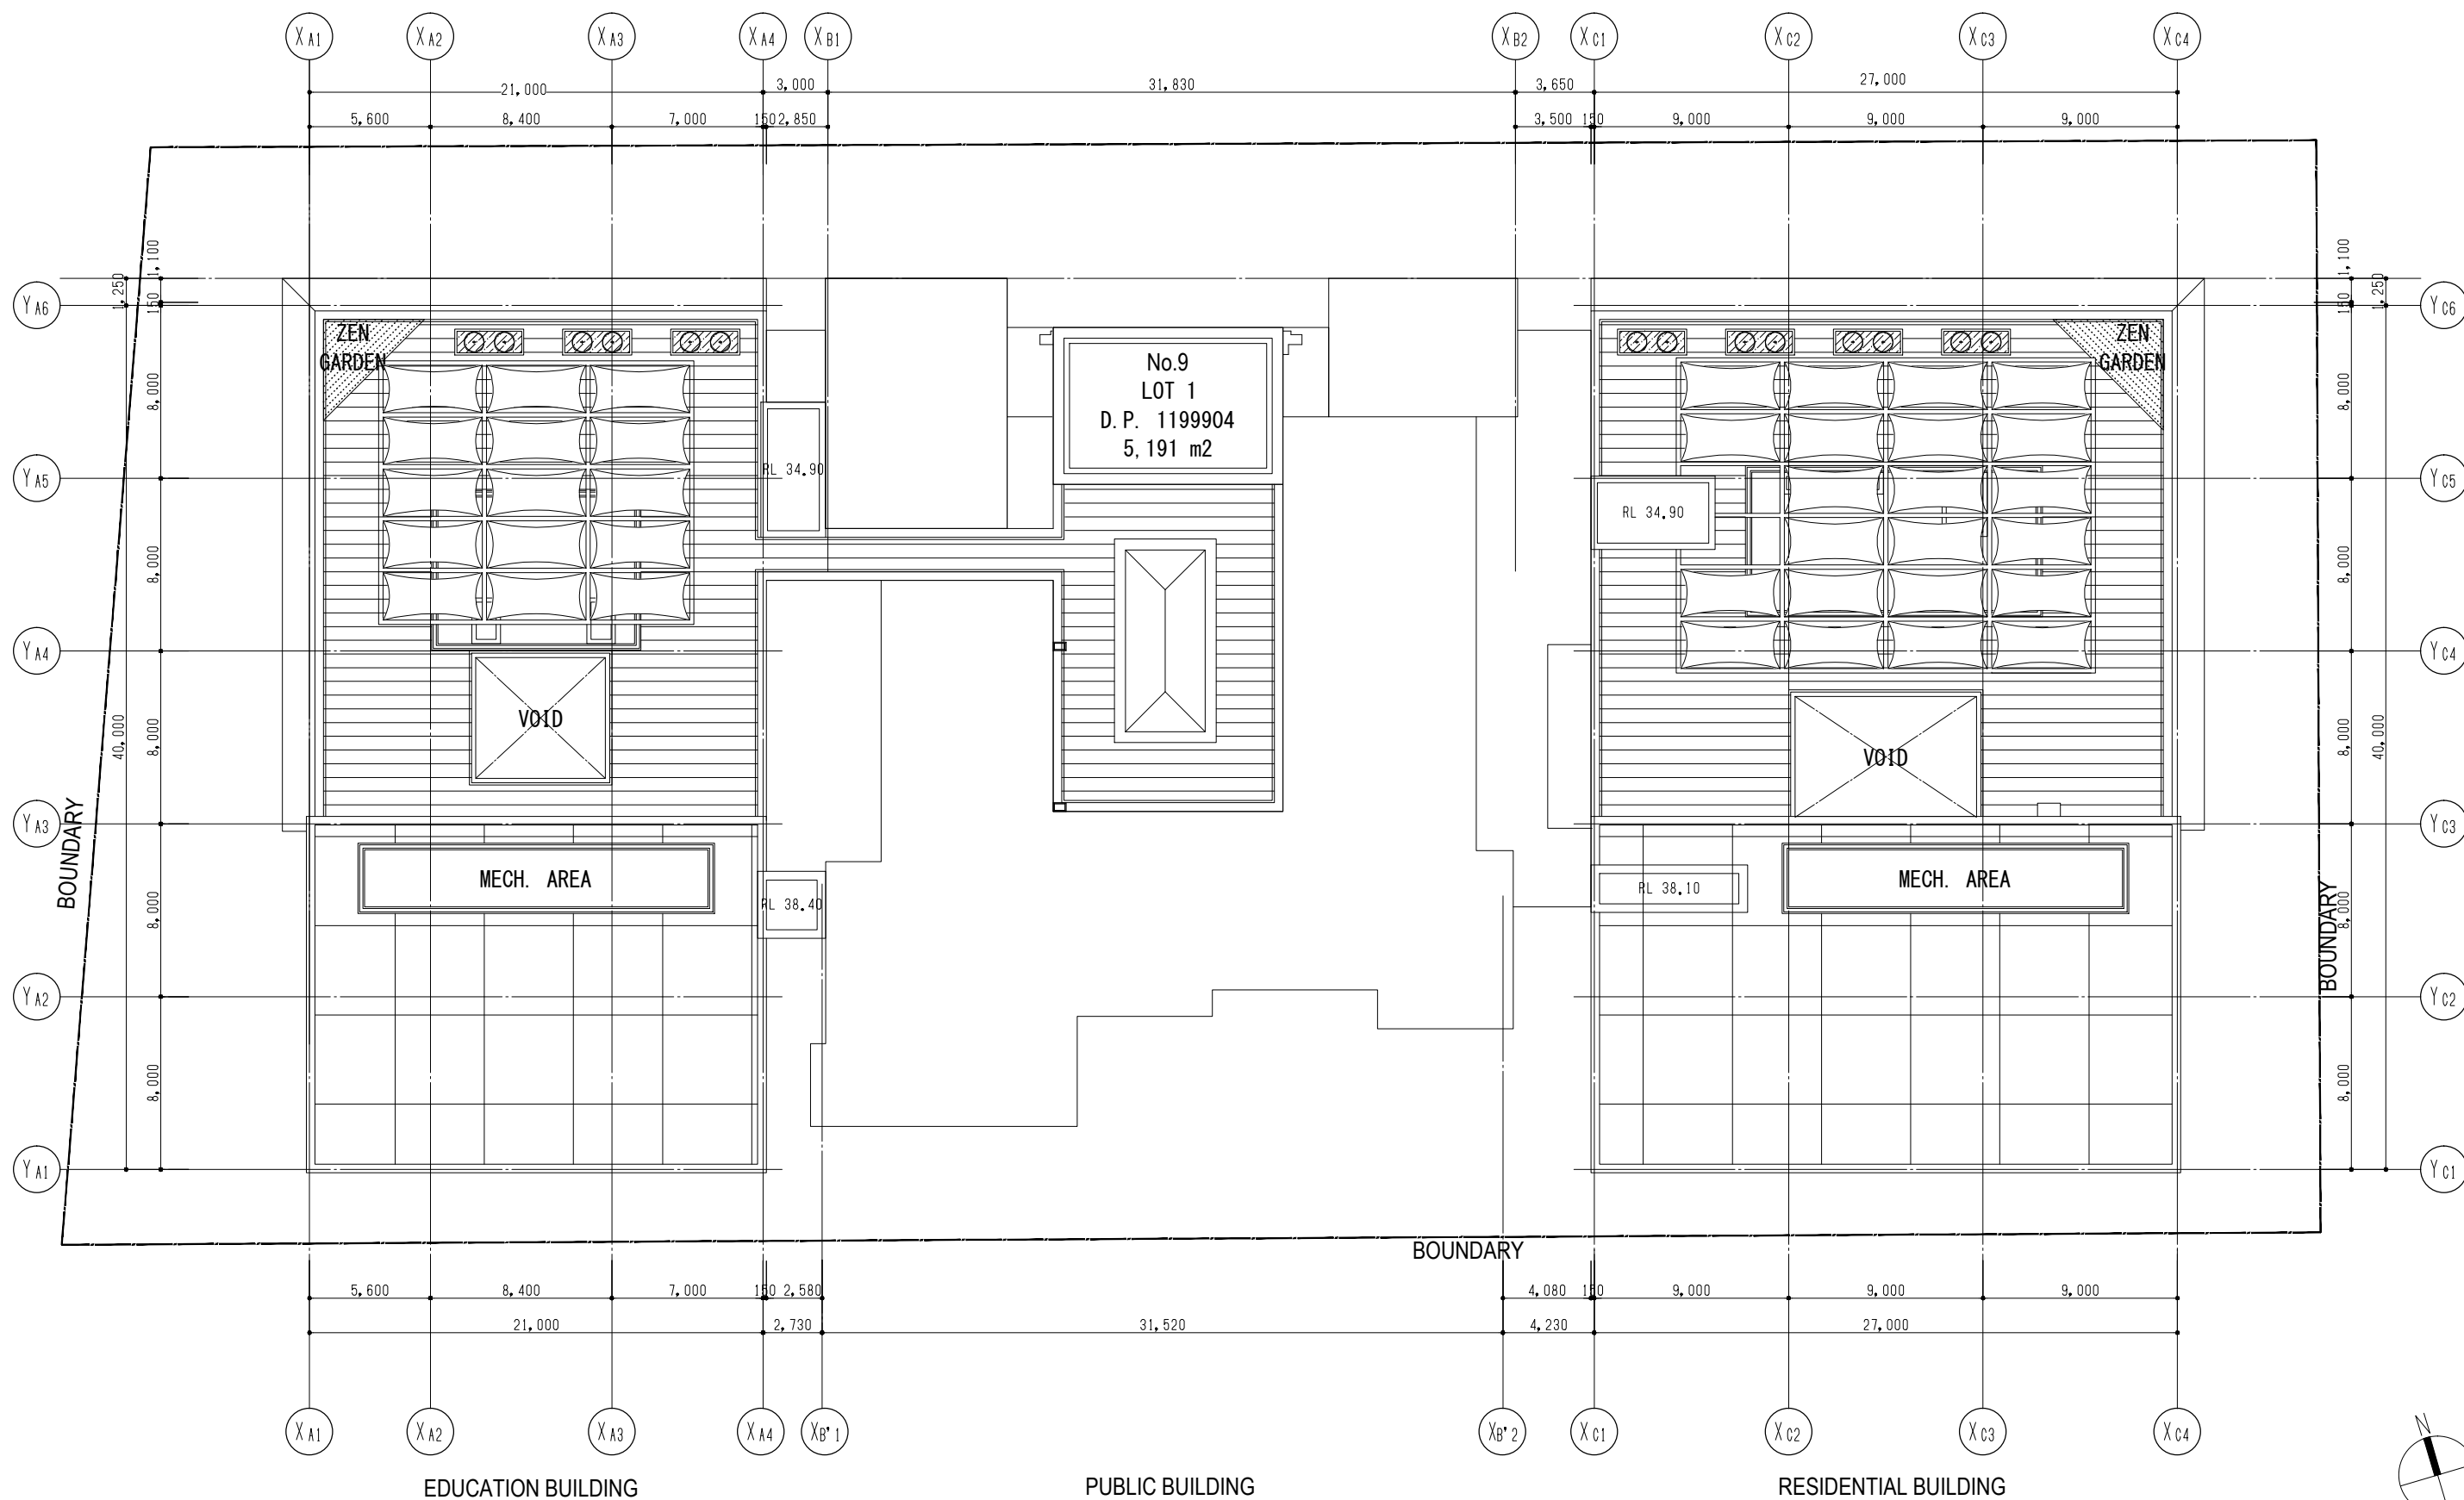 XA1 XA2 XA3 XA4 XB1 XB2 XC1 XC2 XC3 XC4
21,000 3,000 31,830 3,650 27,000
5,600 8,400 7,000 150 2,850 3,500 150 9,000 9,000 9,000
1,250 1,100 150
1,100 150 1,250
YA6 YC6
ZEN
GARDEN
ZEN
GARDEN
No.9
LOT 1
D.P. 1199904
5,191 m2
8,000 8,000
YA5 RL 34.90 YC5
RL 34.90
8,000 8,000
YA4 YC4
VOID
VOID
40,000 8,000 8,000 40,000
YA3 YC3
BOUNDARY
MECH. AREA
MECH. AREA
RL 38.40
RL 38.10
8,000 8,000
BOUNDARY
YA2 YC2
8,000 8,000
YA1 YC1
BOUNDARY
5,600 8,400 7,000 150 2,580 4,080 150 9,000 9,000 9,000
21,000 2,730 31,520 4,230 27,000
XA1 XA2 XA3 XA4 XB'1 XB'2 XC1 XC2 XC3 XC4
N
EDUCATION BUILDING PUBLIC BUILDING RESIDENTIAL BUILDING